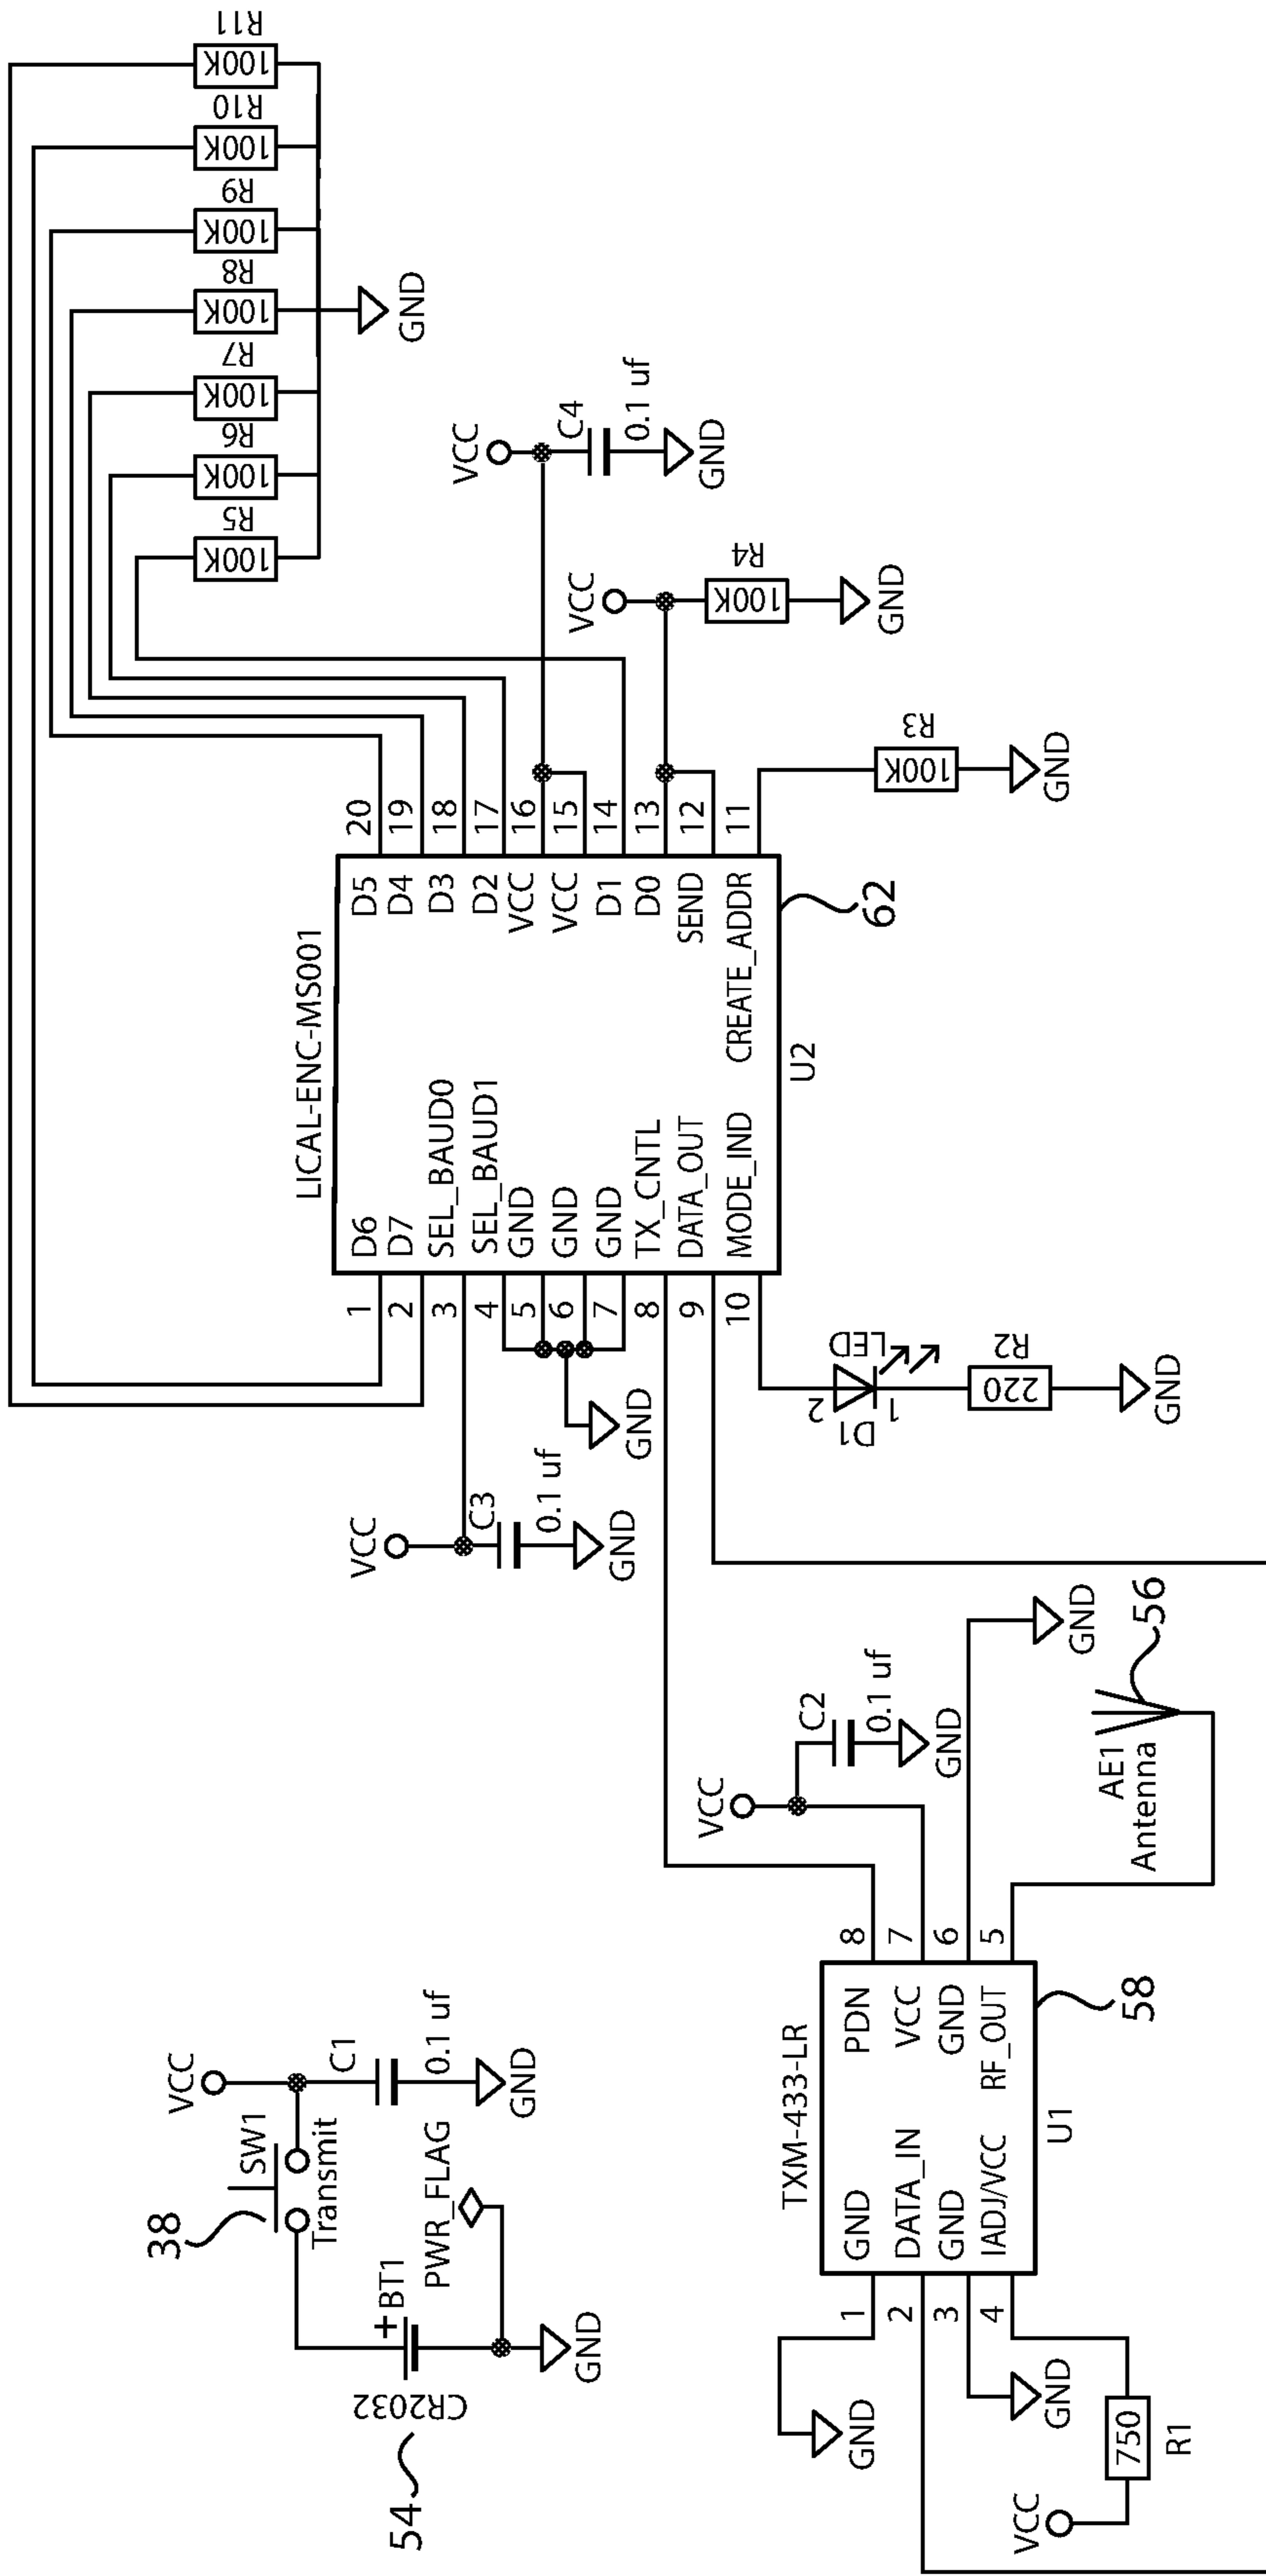 38
SW1
Transmit
VCC
C1
0.1 uf
GND
+
BT1
CR2032
54
PWR_FLAG
GND
TXM-433-LR
GND
DATA_IN
GND
IADJ/VCC
PDN
VCC
GND
RF_OUT
1
2
3
4
8
7
6
5
U1
58
GND
GND
VCC
750
R1
VCC
C2
0.1 uf
GND
GND
AE1
Antenna
56
VCC
C3
0.1 uf
GND
GND
LICAL-ENC-MS001
D6
D7
SEL_BAUD0
SEL_BAUD1
GND
GND
GND
TX_CNTL
DATA_OUT
MODE_IND
1
2
3
4
5
6
7
8
9
10
D5
D4
D3
D2
VCC
VCC
D1
D0
SEND
CREATE_ADDR
20
19
18
17
16
15
14
13
12
11
U2
62
2
LED
D1
1
R2
220
GND
R3
100K
GND
VCC
R4
100K
GND
VCC
C4
0.1 uf
GND
R5
100K
R6
100K
R7
100K
R8
100K
R9
100K
R10
100K
R11
100K
GND